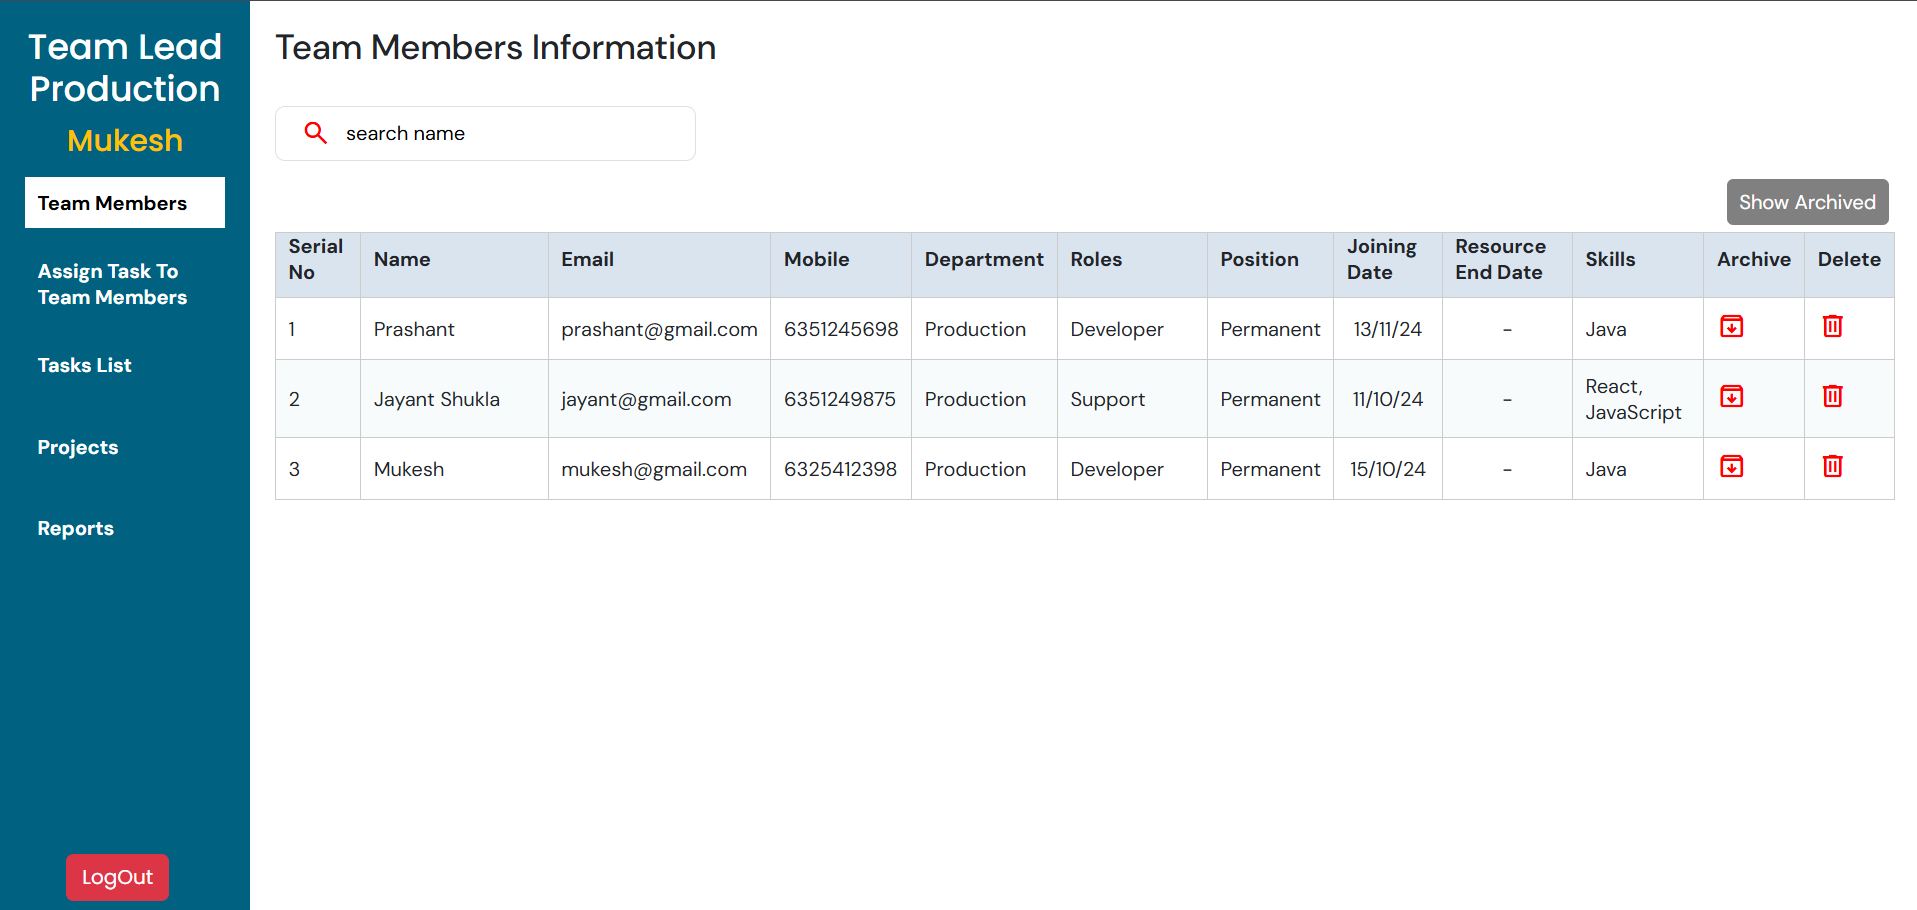 Team Lead
Production
Mukesh
Team Members
Assign Task To
Team Members
Tasks List
Projects
Reports
LogOut
Team Members Information
search name
Show Archived
Serial No Name Email Mobile Department Roles Position Joining Date Resource End Date Skills Archive Delete
1 Prashant prashant@gmail.com 6351245698 Production Developer Permanent 13/11/24 - Java
2 Jayant Shukla jayant@gmail.com 6351249875 Production Support Permanent 11/10/24 - React, JavaScript
3 Mukesh mukesh@gmail.com 6325412398 Production Developer Permanent 15/10/24 - Java